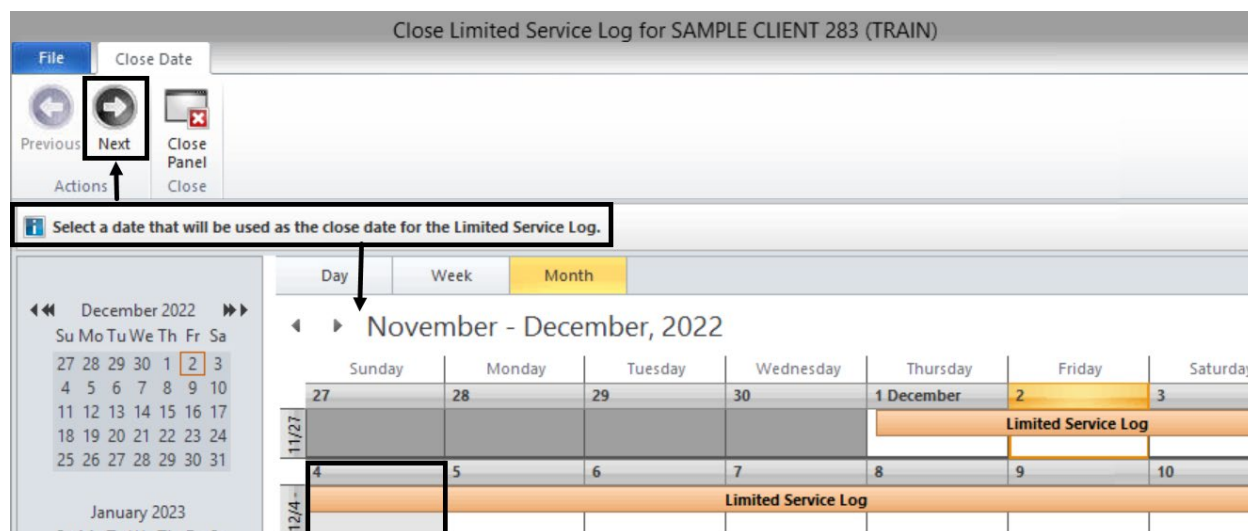 Close Limited Service Log for SAMPLE CLIENT 283 (TRAIN)
File Close Date
Previous Next Close Panel
Actions Close
Select a date that will be used as the close date for the Limited Service Log.
Day Week Month
December 2022
Su Mo Tu We Th Fr Sa
27 28 29 30 1 2 3
4 5 6 7 8 9 10
11 12 13 14 15 16 17
18 19 20 21 22 23 24
25 26 27 28 29 30 31
January 2023
November - December, 2022
Sunday Monday Tuesday Wednesday Thursday Friday Saturday
27 28 29 30 1 December 2 3
11/27-
Limited Service Log
4 5 6 7 8 9 10
12/4 -
Limited Service Log